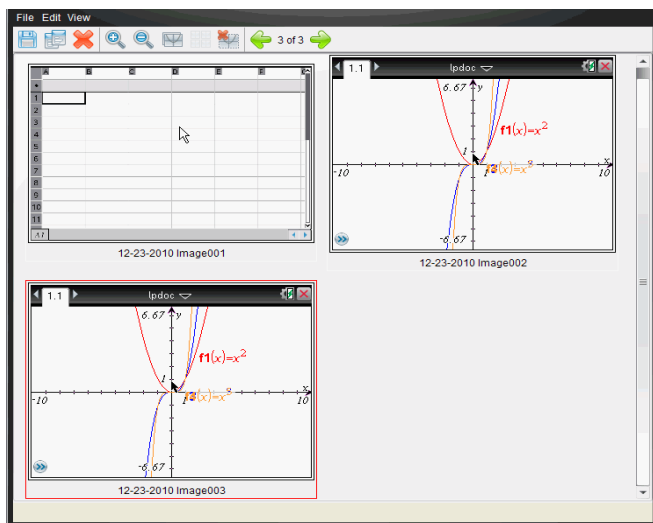 File Edit View
3 of 3
A B C D E F
1
2
3
4
5
6
7
8
9
10
11
A1
12-23-2010 Image001
1.1 lpdoc
6.67 y
f1(x)=x²
1
x
-10 1 10
-6.67
12-23-2010 Image002
1.1 lpdoc
6.67 y
f1(x)=x²
1
x
-10 1 10
-6.67
12-23-2010 Image003